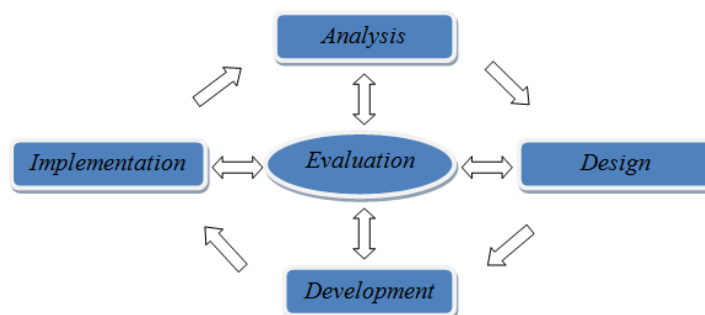 Analysis
Implementation
Evaluation
Design
Development